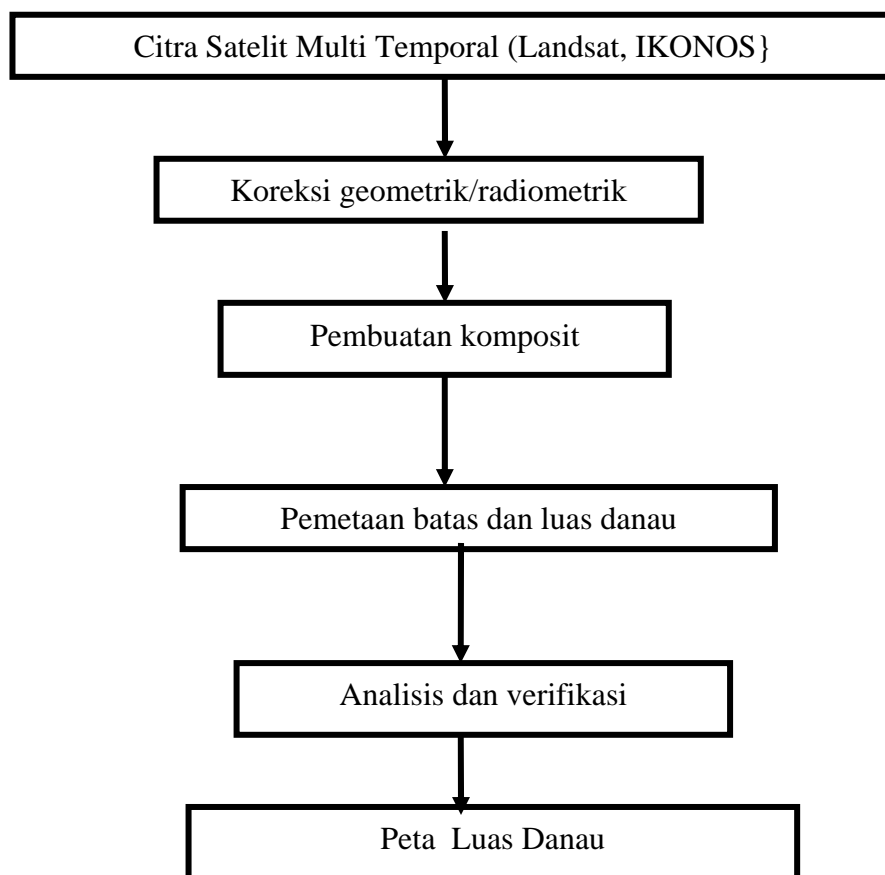 Citra Satelit Multi Temporal (Landsat, IKONOS}
Koreksi geometrik/radiometrik
Pembuatan komposit
Pemetaan batas dan luas danau
Analisis dan verifikasi
Peta Luas Danau